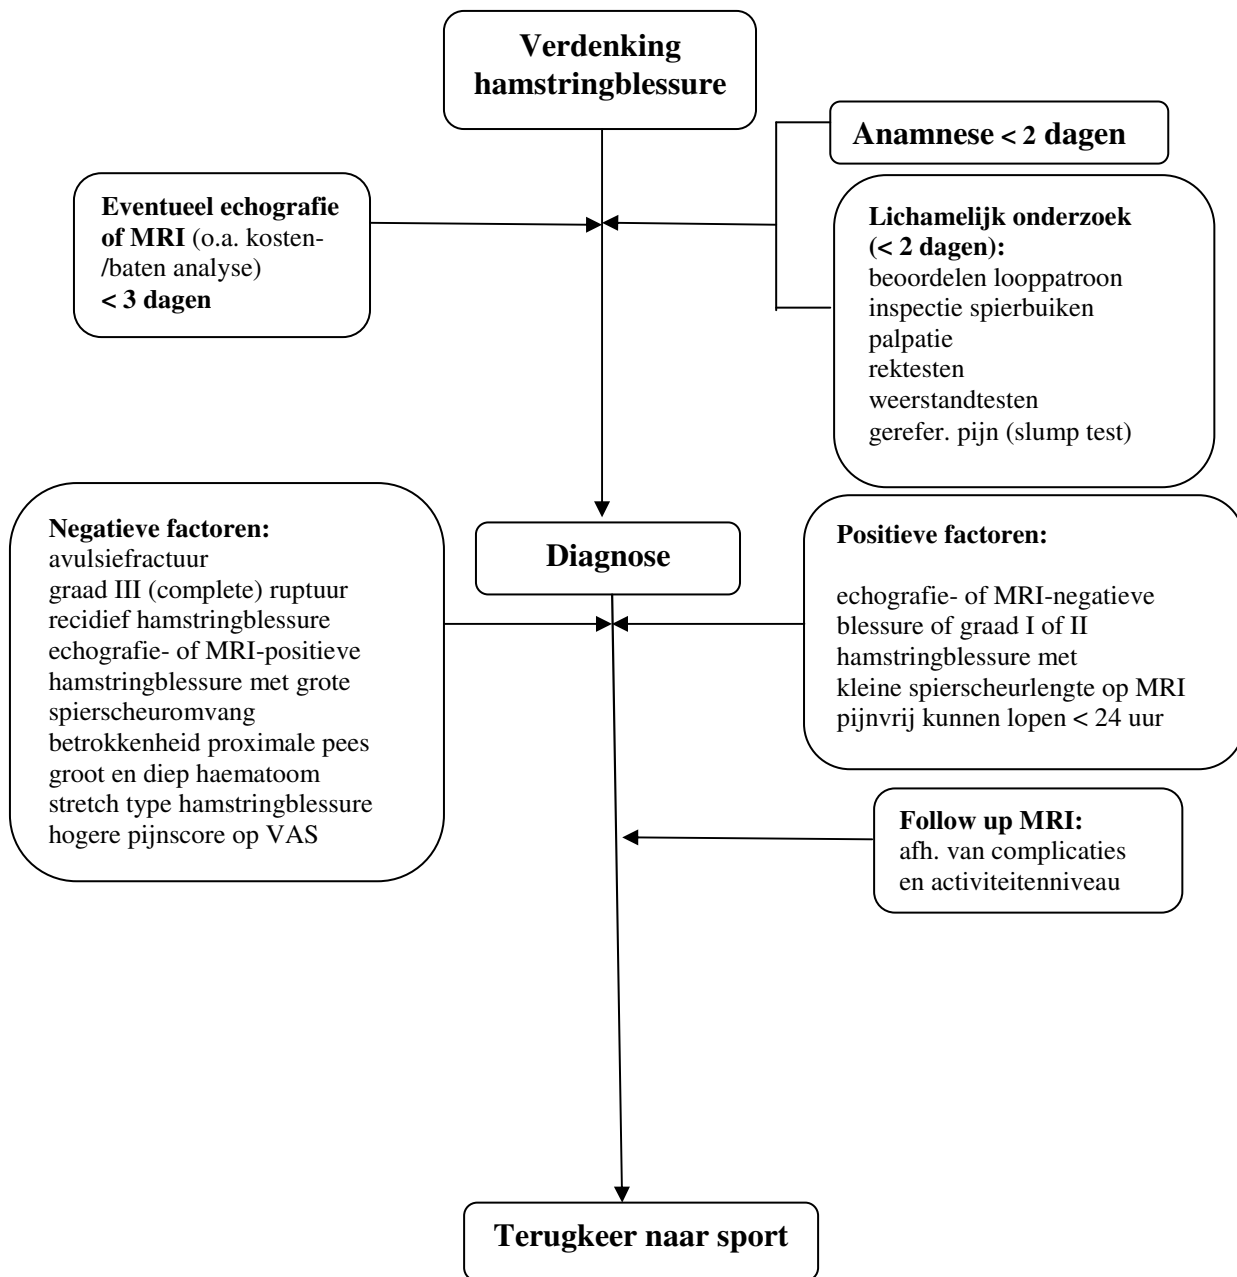 Verdenking
hamstringblessure
Anamnese < 2 dagen
Eventueel echografie
of MRI (o.a. kosten-
/baten analyse)
< 3 dagen
Lichamelijk onderzoek
(< 2 dagen):
beoordelen looppatroon
inspectie spierbuiken
palpatie
rektesten
weerstandtesten
gerefer. pijn (slump test)
Negatieve factoren:
avulsiefractuur
graad III (complete) ruptuur
recidief hamstringblessure
echografie- of MRI-positieve
hamstringblessure met grote
spierscheuromvang
betrokkenheid proximale pees
groot en diep haematoom
stretch type hamstringblessure
hogere pijnscore op VAS
Diagnose
Positieve factoren:
echografie- of MRI-negatieve
blessure of graad I of II
hamstringblessure met
kleine spierscheurlengte op MRI
pijnvrij kunnen lopen < 24 uur
Follow up MRI:
afh. van complicaties
en activiteitenniveau
Terugkeer naar sport